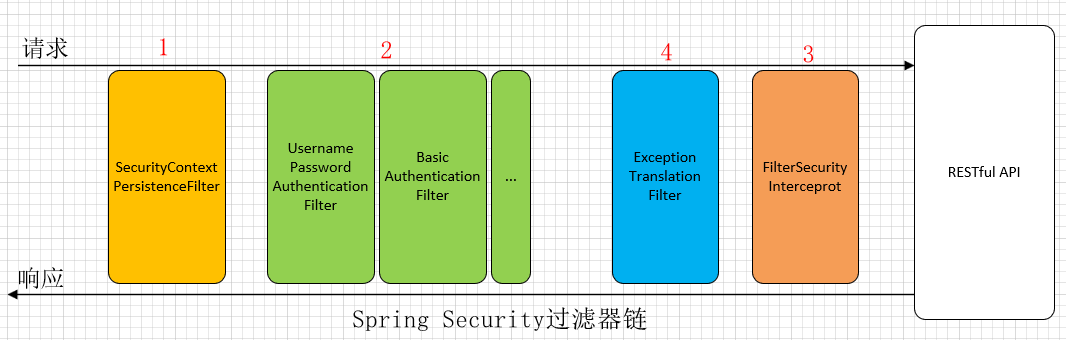 请求
1
2
4
3
SecurityContext
PersistenceFilter
Username
Password
Authentication
Filter
Basic
Authentication
Filter
...
Exception
Translation
Filter
FilterSecurity
Interceprot
RESTful API
响应
Spring Security过滤器链